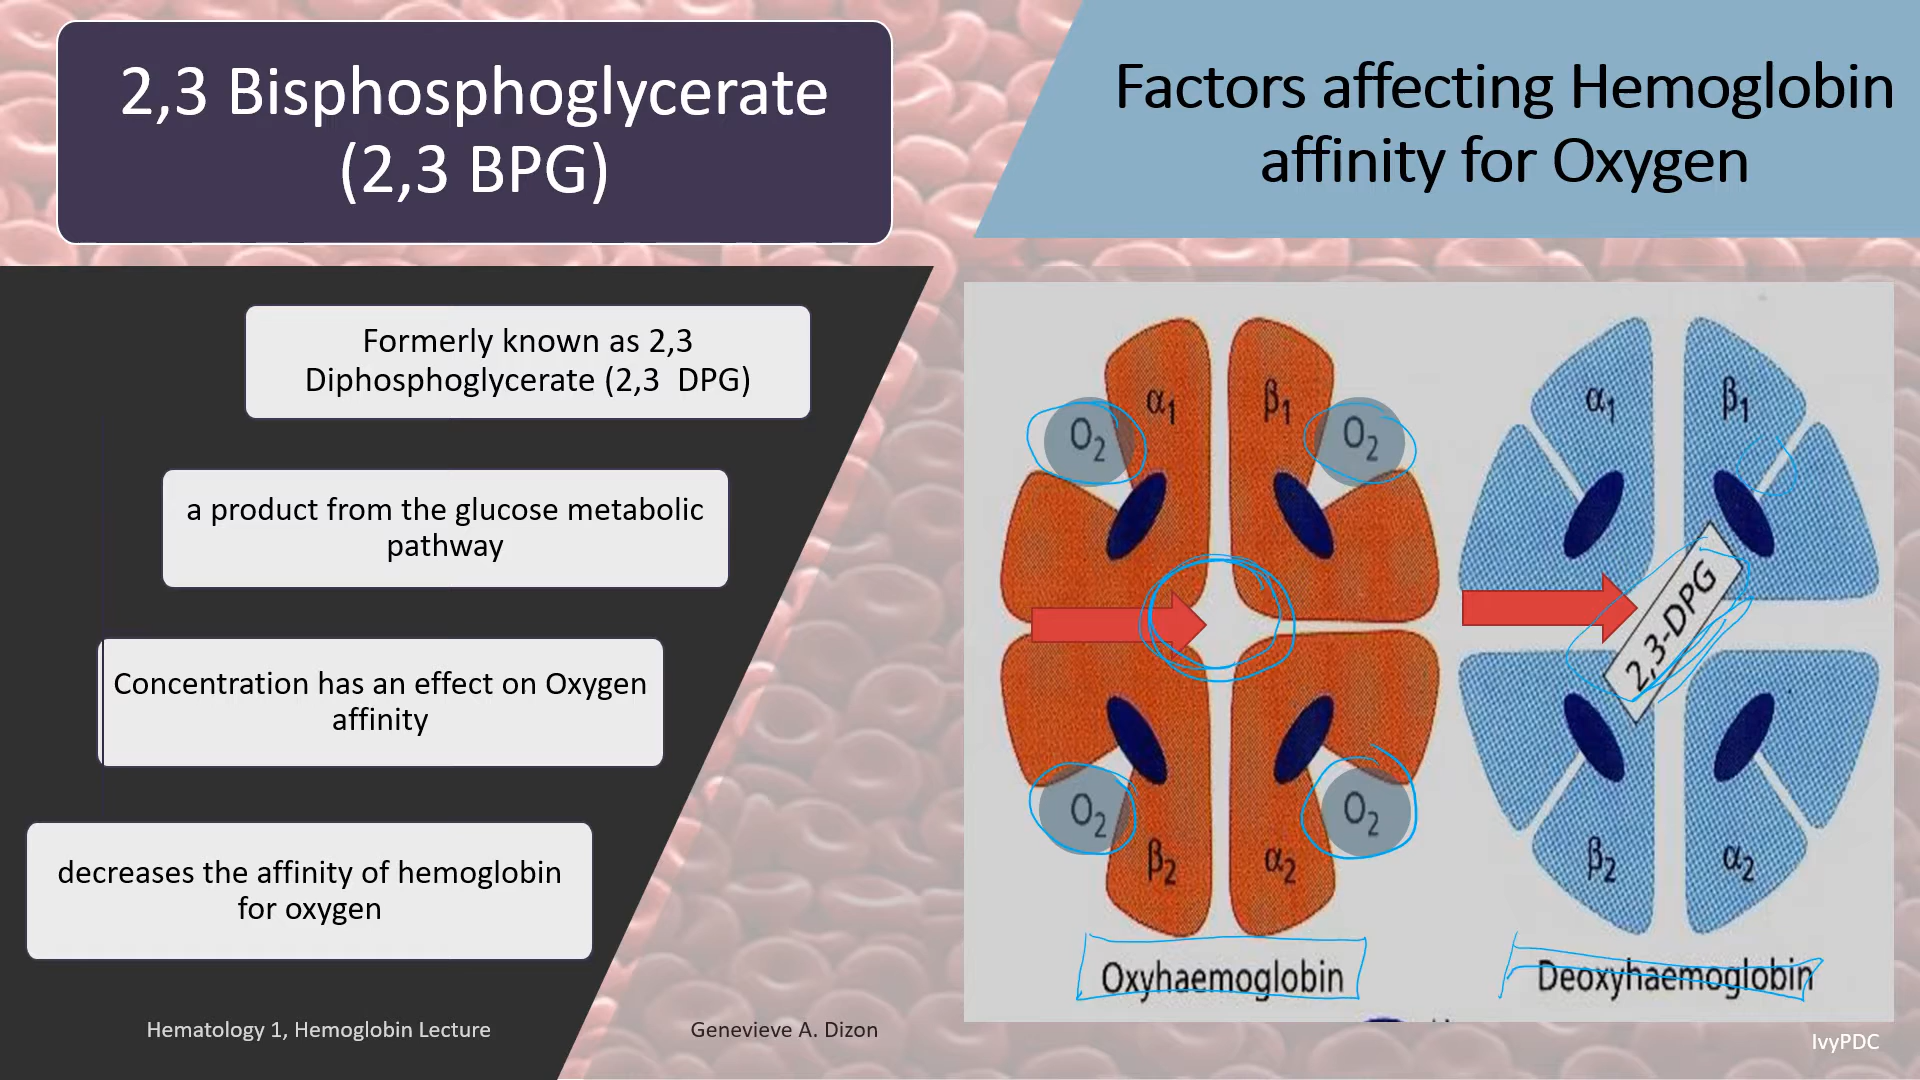 2,3 Bisphosphoglycerate
(2,3 BPG)
Factors affecting Hemoglobin
affinity for Oxygen
Formerly known as 2,3
Diphosphoglycerate (2,3  DPG)
a product from the glucose metabolic
pathway
Concentration has an effect on Oxygen
affinity
decreases the affinity of hemoglobin
for oxygen
α1
β1
O2
O2
O2
O2
β2
α2
Oxyhaemoglobin
α1
β1
2,3-DPG
β2
α2
Deoxyhaemoglobin
Hematology 1, Hemoglobin Lecture
Genevieve A. Dizon
IvyPDC